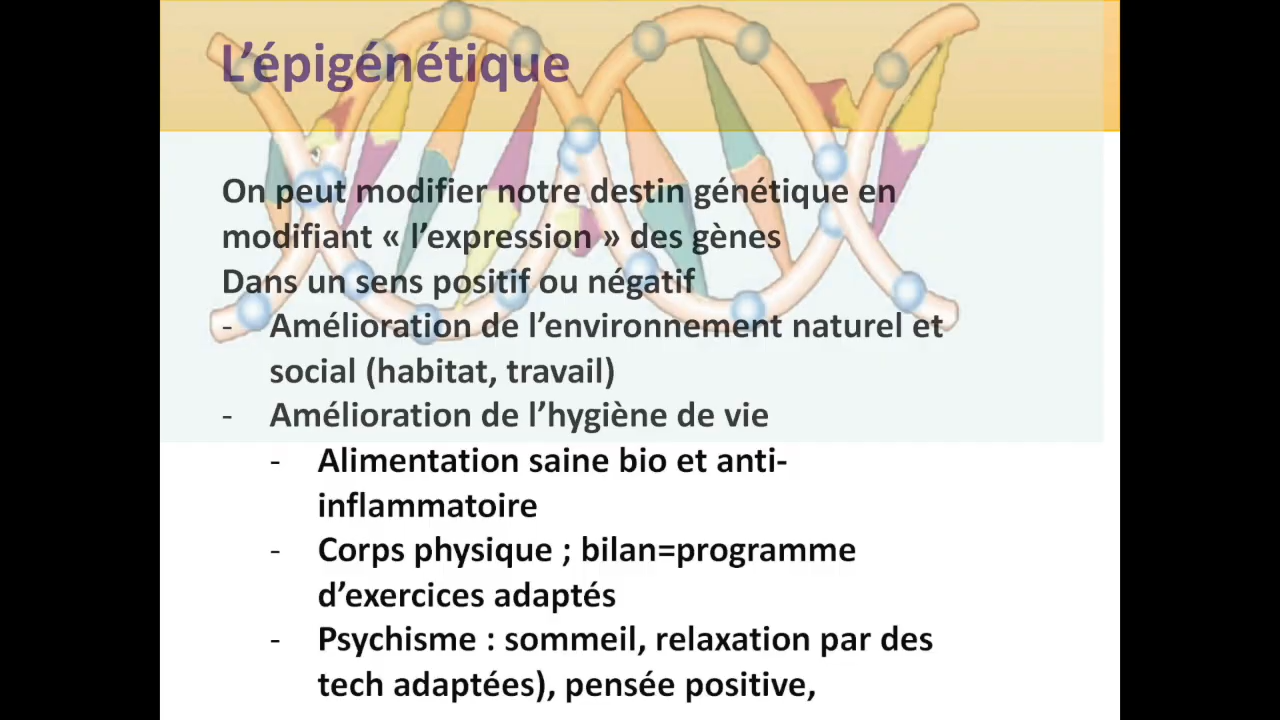 L'épigénétique
On peut modifier notre destin génétique en
modifiant « l'expression » des gènes
Dans un sens positif ou négatif
- Amélioration de l'environnement naturel et
social (habitat, travail)
- Amélioration de l'hygiène de vie
- Alimentation saine bio et anti-
inflammatoire
- Corps physique ; bilan=programme
d'exercices adaptés
- Psychisme : sommeil, relaxation par des
tech adaptées), pensée positive,